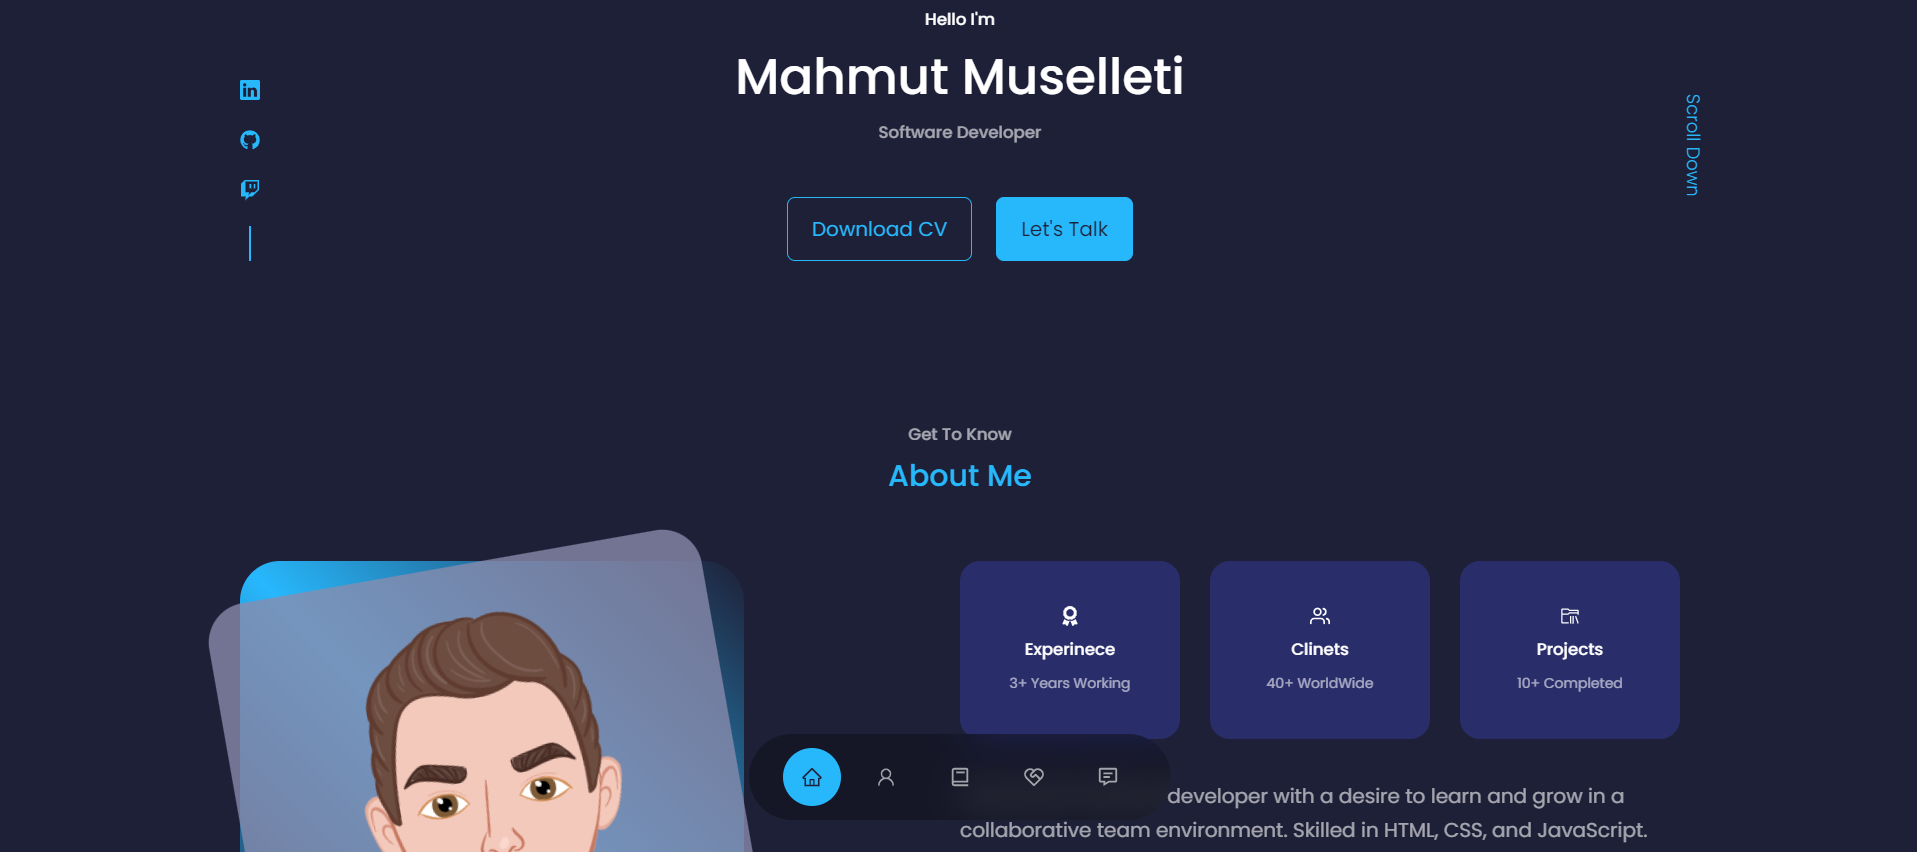 Hello I'm
Mahmut Muselleti
Software Developer
Scroll Down
Download CV
Let's Talk
Get To Know
About Me
Experinece
3+ Years Working
Clinets
40+ WorldWide
Projects
10+ Completed
developer with a desire to learn and grow in a
collaborative team environment. Skilled in HTML, CSS, and JavaScript.